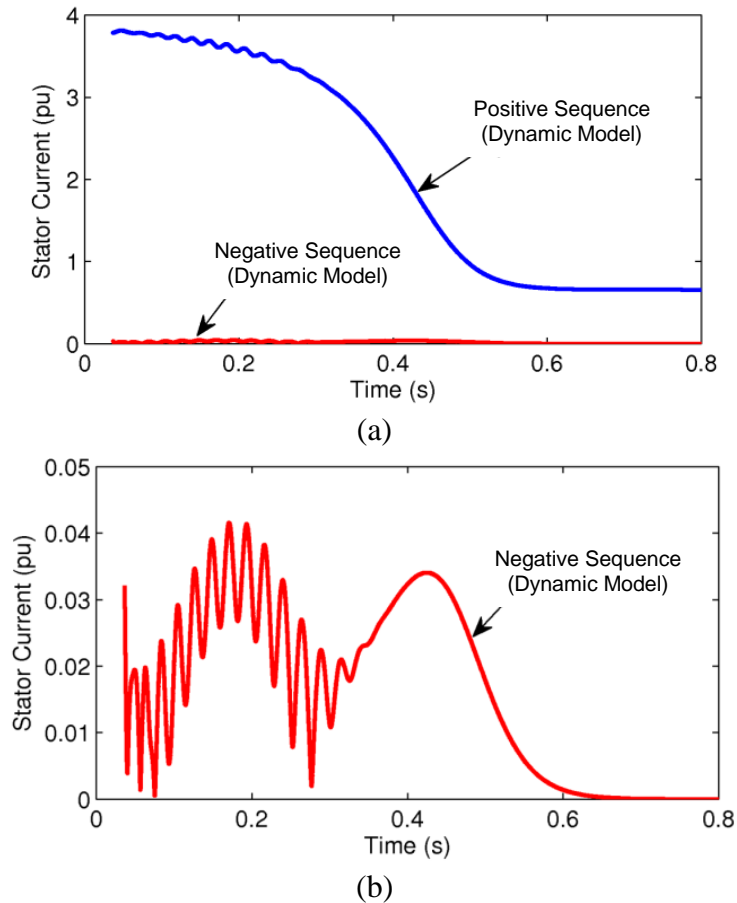 4
3
2
1
0
Stator Current (pu)
Positive Sequence
(Dynamic Model)
Negative Sequence
(Dynamic Model)
0
0.2
0.4
0.6
0.8
Time (s)
(a)
0.05
0.04
0.03
0.02
0.01
0
Stator Current (pu)
Negative Sequence
(Dynamic Model)
0
0.2
0.4
0.6
0.8
Time (s)
(b)